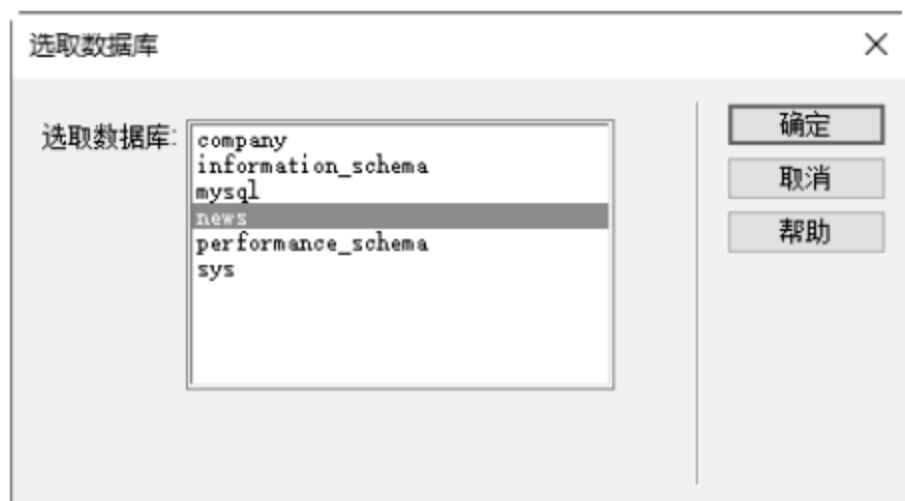 选取数据库
选取数据库:
company
information_schema
mysql
news
performance_schema
sys
确定
取消
帮助